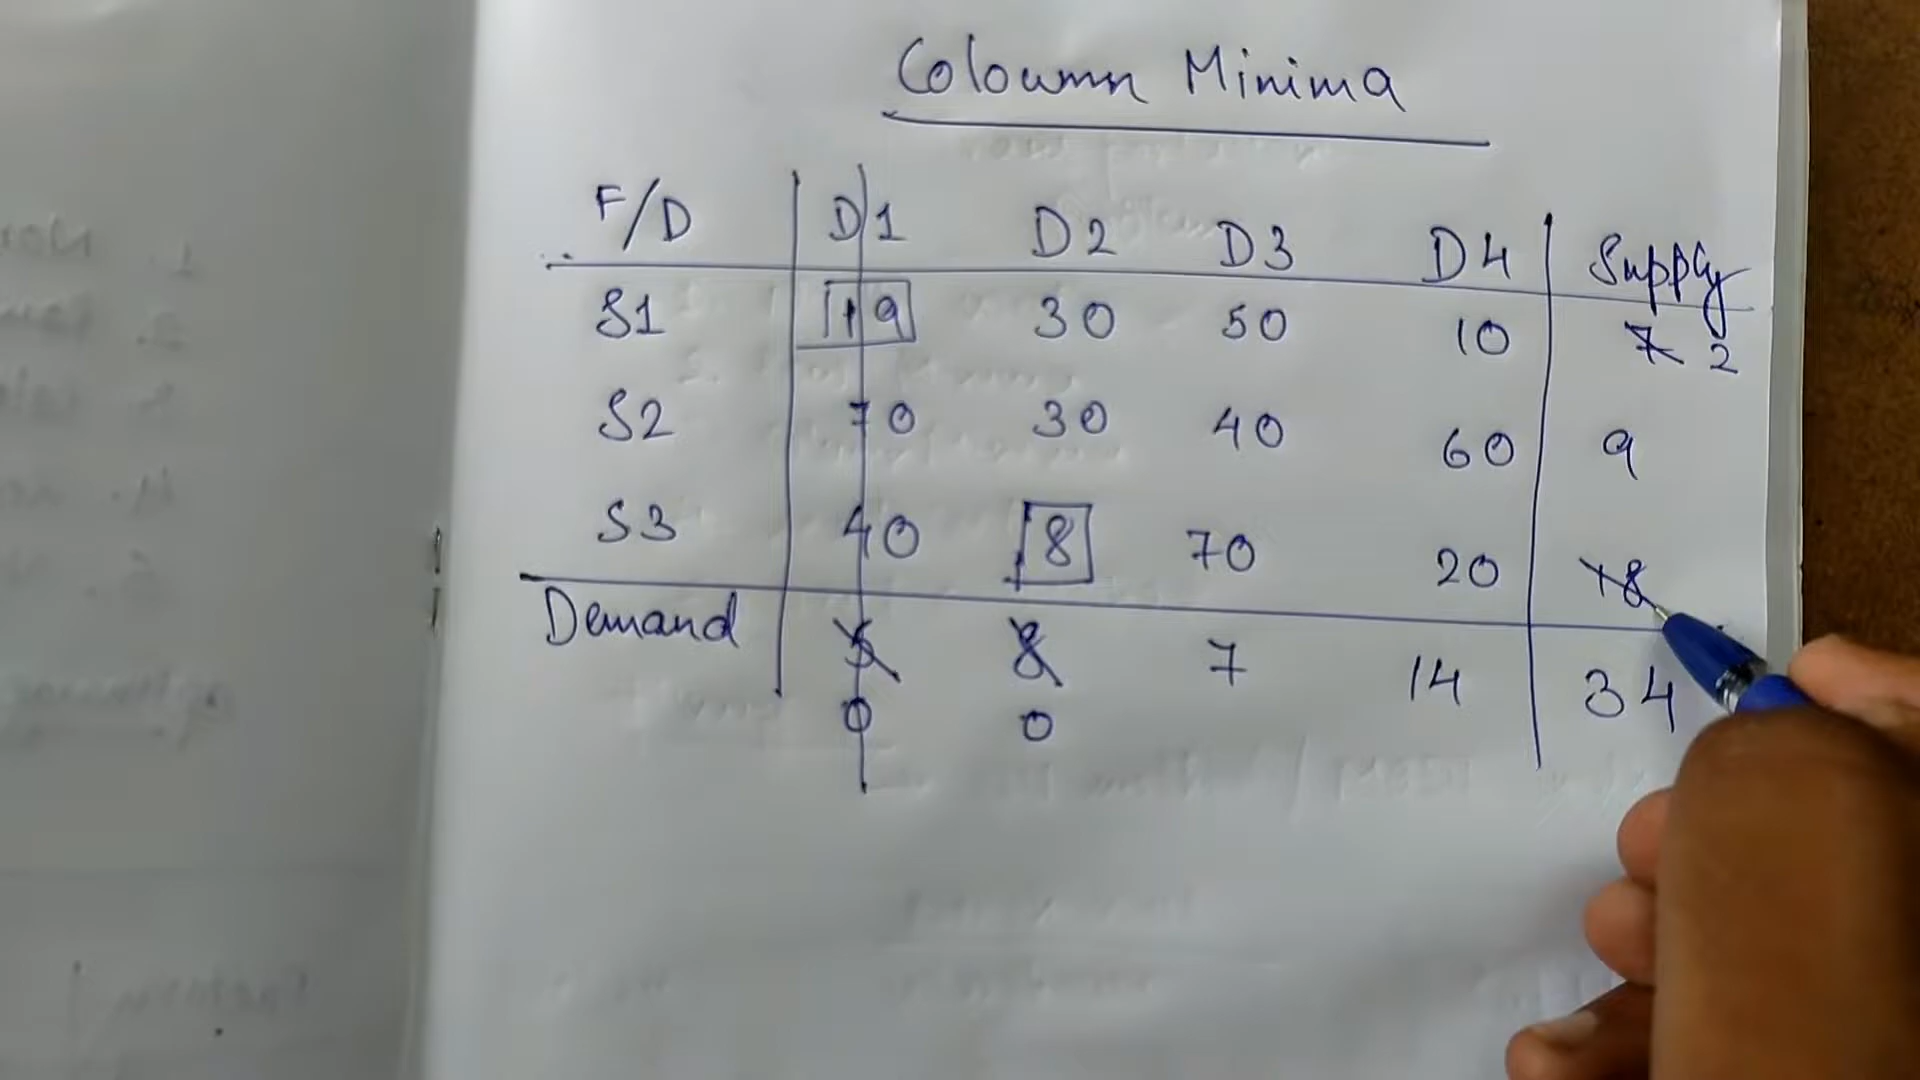 Coloumn Minima
F/D D1 D2 D3 D4 Supply
S1 19 30 50 10 7 2
S2 70 30 40 60 9
S3 40 8 70 20 18
Demand 5 8 7 14 34
0 0